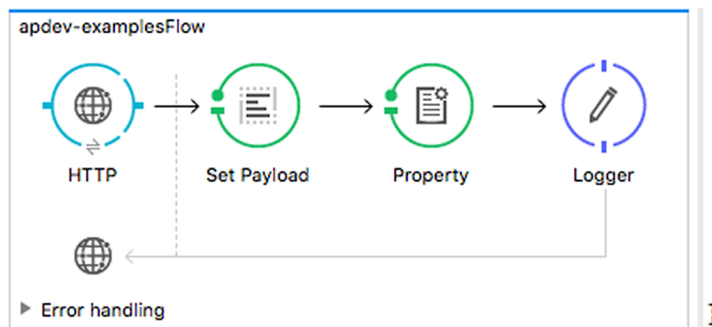 apdev-examplesFlow
HTTP
Set Payload
Property
Logger
Error handling